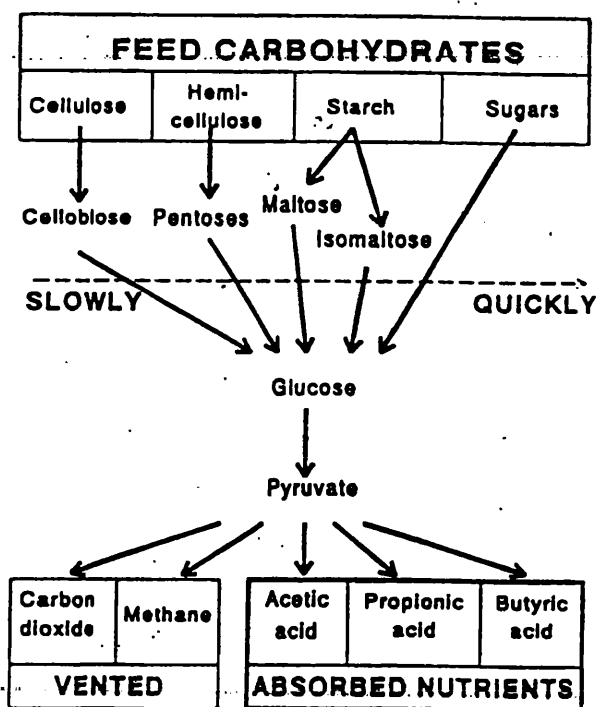 FEED CARBOHYDRATES
Cellulose
Hemi-
cellulose
Starch
Sugars
Cellobiose
Pentoses
Maltose
Isomaltose
SLOWLY
QUICKLY
Glucose
Pyruvate
Carbon
dioxide
Methane
Acetic
acid
Propionic
acid
Butyric
acid
VENTED
ABSORBED NUTRIENTS